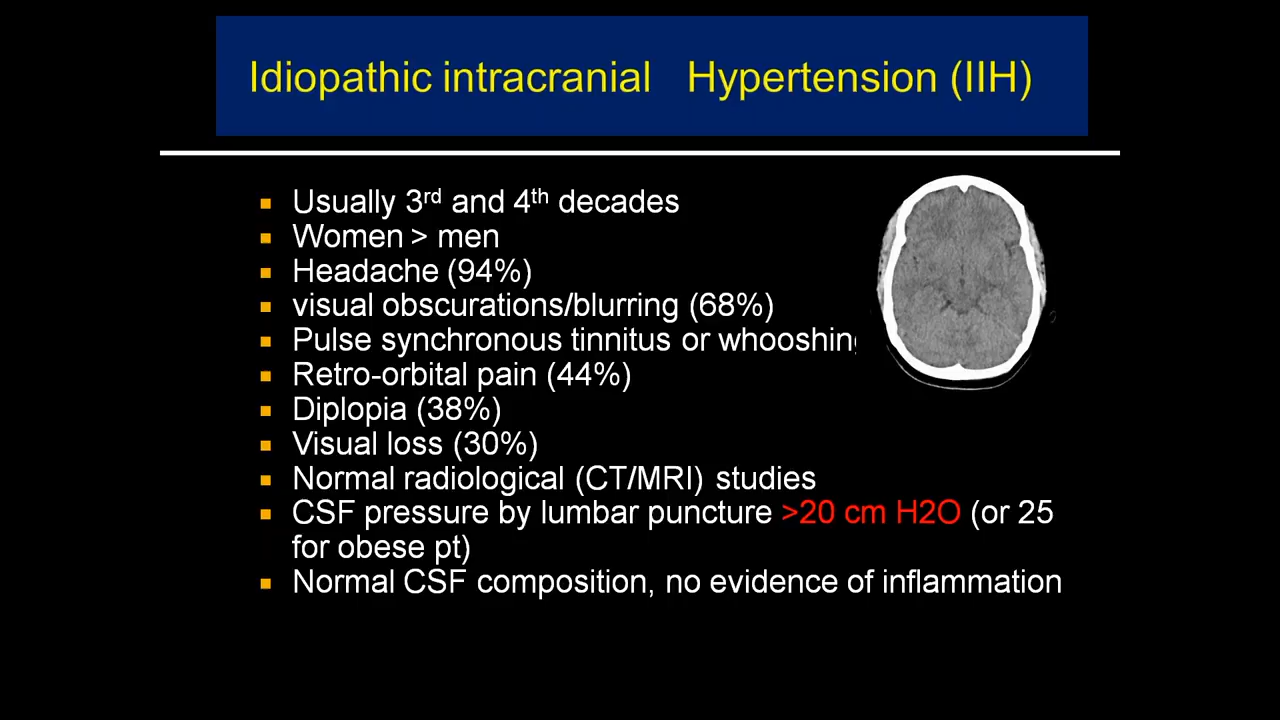 Idiopathic intracranial Hypertension (IIH)
Usually 3rd and 4th decades
Women > men
Headache (94%)
visual obscurations/blurring (68%)
Pulse synchronous tinnitus or whooshing
Retro-orbital pain (44%)
Diplopia (38%)
Visual loss (30%)
Normal radiological (CT/MRI) studies
CSF pressure by lumbar puncture >20 cm H2O (or 25
for obese pt)
Normal CSF composition, no evidence of inflammation